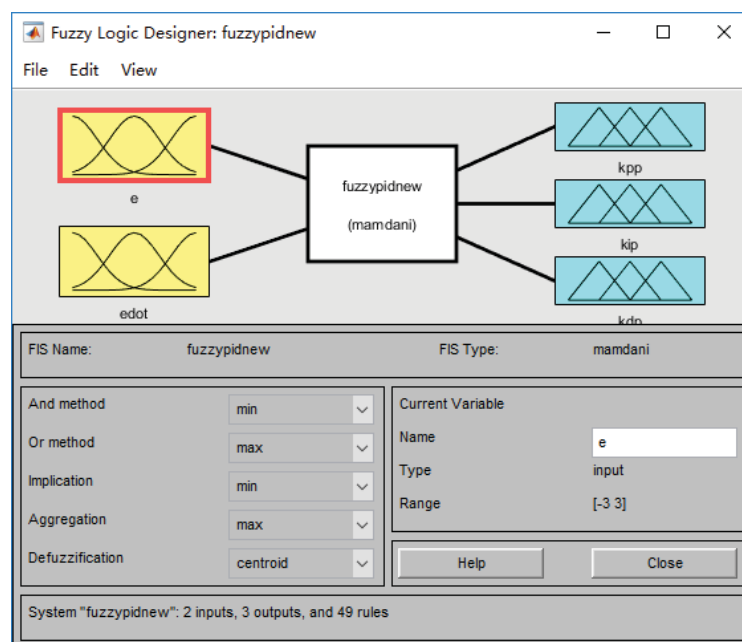 Fuzzy Logic Designer: fuzzypidnew
File Edit View
e
edot
fuzzypidnew
(mamdani)
kpp
kip
kdp
FIS Name: fuzzypidnew FIS Type: mamdani
And method min
Or method max
Implication min
Aggregation max
Defuzzification centroid
Current Variable
Name e
Type input
Range [-3 3]
Help Close
System "fuzzypidnew": 2 inputs, 3 outputs, and 49 rules